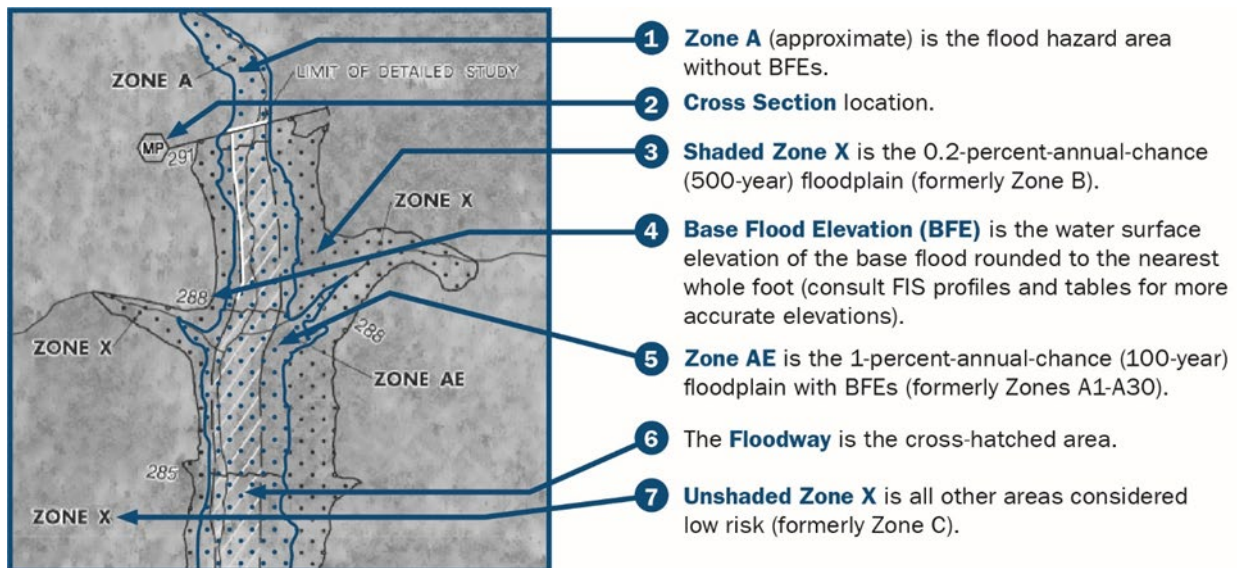 ZONE A
LIMIT OF DETAILED STUDY
MP
291
ZONE X
288
288
ZONE X
ZONE AE
285
ZONE X
1 Zone A (approximate) is the flood hazard area
without BFEs.
2 Cross Section location.
3 Shaded Zone X is the 0.2-percent-annual-chance
(500-year) floodplain (formerly Zone B).
4 Base Flood Elevation (BFE) is the water surface
elevation of the base flood rounded to the nearest
whole foot (consult FIS profiles and tables for more
accurate elevations).
5 Zone AE is the 1-percent-annual-chance (100-year)
floodplain with BFEs (formerly Zones A1-A30).
6 The Floodway is the cross-hatched area.
7 Unshaded Zone X is all other areas considered
low risk (formerly Zone C).